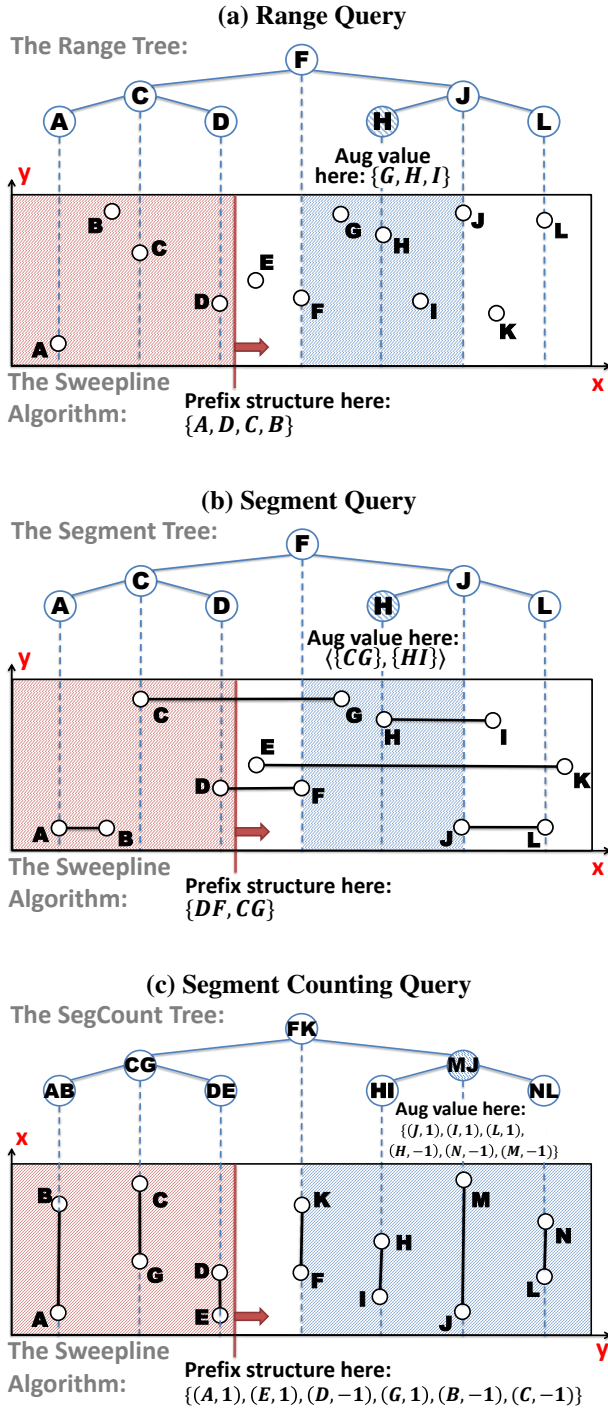 (a) Range Query
The Range Tree:
F
C J
A D H L
Aug value
here: {G, H, I}
y
B G J L
C H
E
D F I K
A
x
The Sweepline
Algorithm:
Prefix structure here:
{A, D, C, B}
(b) Segment Query
The Segment Tree:
F
C J
A D H L
Aug value here:
⟨{CG}, {HI}⟩
y
C G H I
E K
D F
A B J L
x
The Sweepline
Algorithm:
Prefix structure here:
{DF, CG}
(c) Segment Counting Query
The SegCount Tree:
FK
CG MJ
AB DE HI NL
Aug value here:
{(J, 1), (I, 1), (L, 1),
(H, −1), (N, −1), (M, −1)}
x
B C K M
H N
G D F L
I
A E J
y
The Sweepline
Algorithm:
Prefix structure here:
{(A, 1), (E, 1), (D, −1), (G, 1), (B, −1), (C, −1)}